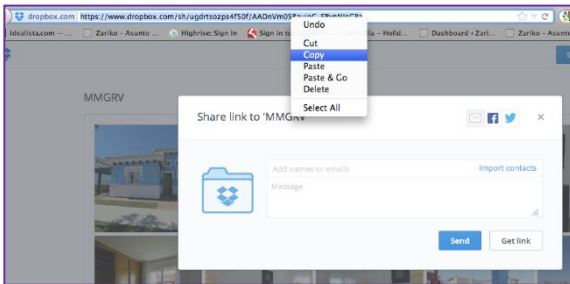 dropbox.com https://www.dropbox.com/sh/
Idealista.com — ...
Zariko – Asunto ...
Highrise: Sign in
Sign in to
– Holid...
Dashboard ‹ Zari...
Zariko – Asunto
Undo
Cut
Copy
Paste
Paste & Go
Delete
Select All
MMGRV
Share link to 'MMGRV'
Add names or emails
Import contacts
Message
Send
Get link